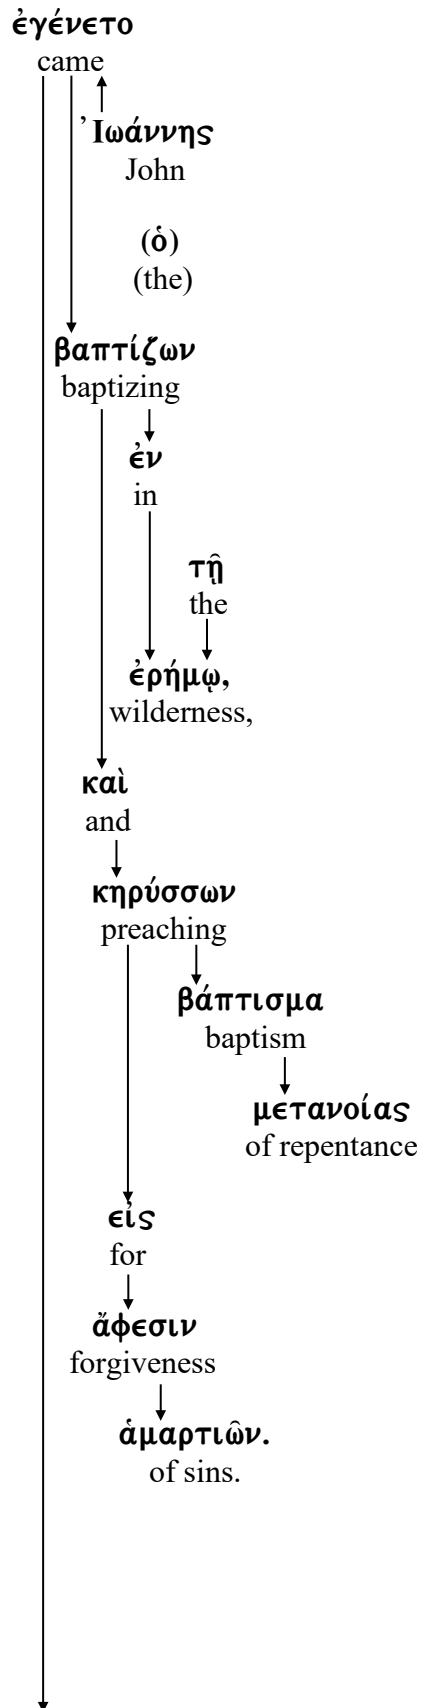 ἐγένετο
came
Ἰωάννης
John
(ὁ)
(the)
βαπτίζων
baptizing
ἐν
in
τῇ
the
ἐρήμῳ,
wilderness,
καὶ
and
κηρύσσων
preaching
βάπτισμα
baptism
μετανοίας
of repentance
εἰς
for
ἄφεσιν
forgiveness
ἁμαρτιῶν.
of sins.